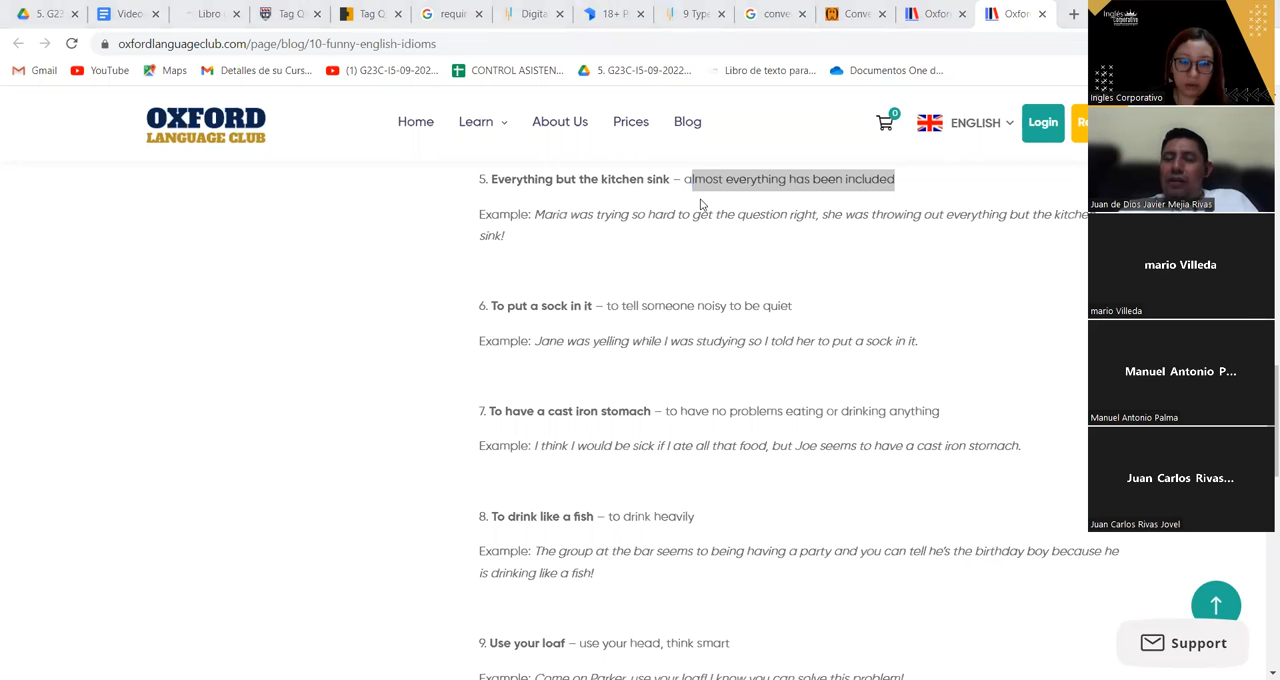 5. G23 Video Libro Tag Q Tag Q requir Digita 18+ P 9 Type conve Conve Oxfor Oxfor
oxfordlanguageclub.com/page/blog/10-funny-english-idioms
Gmail YouTube Maps Detalles de su Curs... (1) G23C-I5-09-202... CONTROL ASISTEN... 5. G23C-I5-09-2022... Libro de texto para... Documentos One d...
Inglés Corporativo
Ingles Corporativo
OXFORD
LANGUAGE CLUB
Home Learn About Us Prices Blog 0 ENGLISH Login Re
5. Everything but the kitchen sink – almost everything has been included
Juan de Dios Javier Mejia Rivas
Example: Maria was trying so hard to get the question right, she was throwing out everything but the kitche
sink!
mario Villeda
mario Villeda
6. To put a sock in it – to tell someone noisy to be quiet
Example: Jane was yelling while I was studying so I told her to put a sock in it.
Manuel Antonio P...
Manuel Antonio Palma
7. To have a cast iron stomach – to have no problems eating or drinking anything
Example: I think I would be sick if I ate all that food, but Joe seems to have a cast iron stomach.
Juan Carlos Rivas...
Juan Carlos Rivas Jovel
8. To drink like a fish – to drink heavily
Example: The group at the bar seems to being having a party and you can tell he's the birthday boy because he
is drinking like a fish!
9. Use your loaf – use your head, think smart
Support
Example: Come on Parker, use your loaf! I know you can solve this problem!